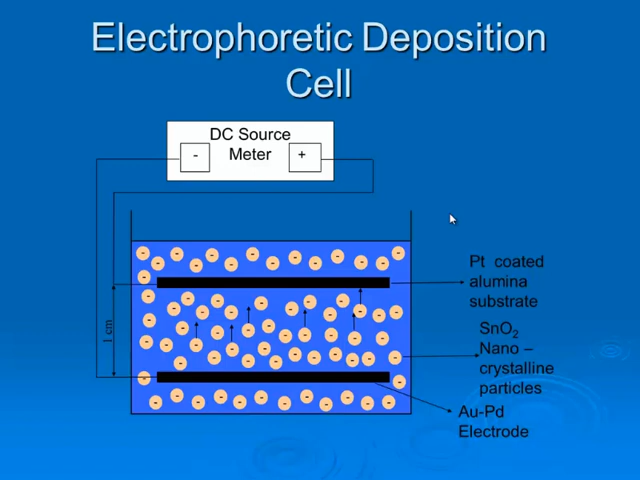 Electrophoretic Deposition
Cell
DC Source
Meter
-
+
1 cm
Pt coated
alumina
substrate
SnO2
Nano –
crystalline
particles
Au-Pd
Electrode